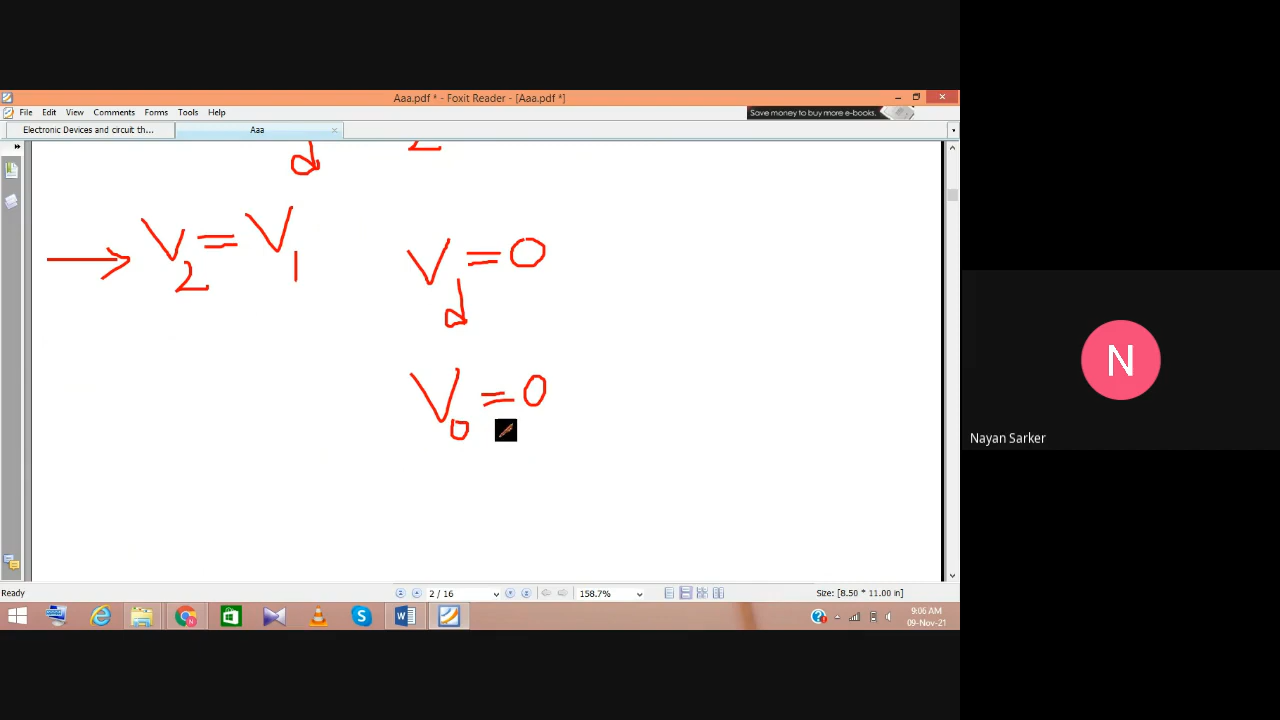 Aaa.pdf * - Foxit Reader - [Aaa.pdf *]
File Edit View Comments Forms Tools Help
Save money to buy more e-books.
Electronic Devices and circuit th...
Aaa
d 2
V2 = V1
Vd = 0
V0 = 0
N
Nayan Sarker
Ready
2 / 16
158.7%
Size: [8.50 * 11.00 in]
9:06 AM
09-Nov-21